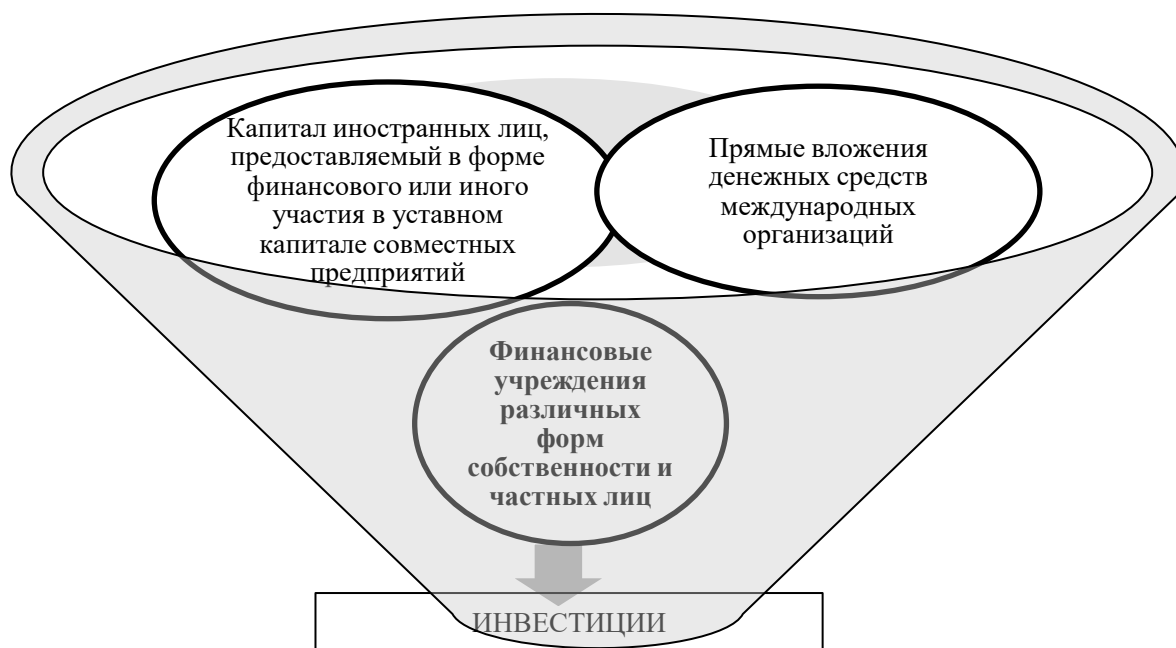 Капитал иностранных лиц,
предоставляемый в форме
финансового или иного
участия в уставном
капитале совместных
предприятий
Прямые вложения
денежных средств
международных
организаций
Финансовые
учреждения
различных
форм
собственности и
частных лиц
ИНВЕСТИЦИИ